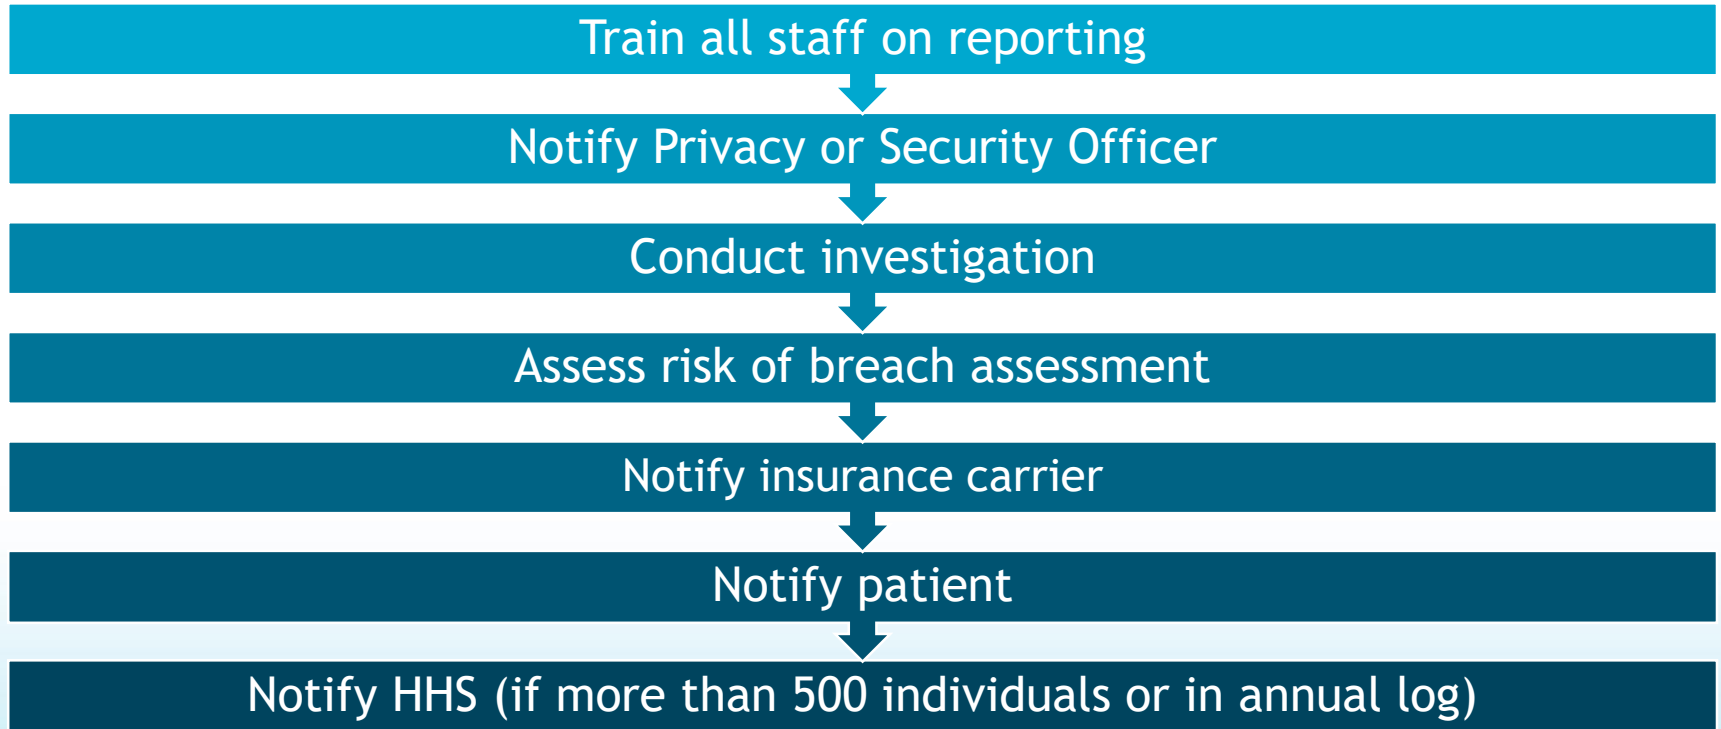 Train all staff on reporting
Notify Privacy or Security Officer
Conduct investigation
Assess risk of breach assessment
Notify insurance carrier
Notify patient
Notify HHS (if more than 500 individuals or in annual log)